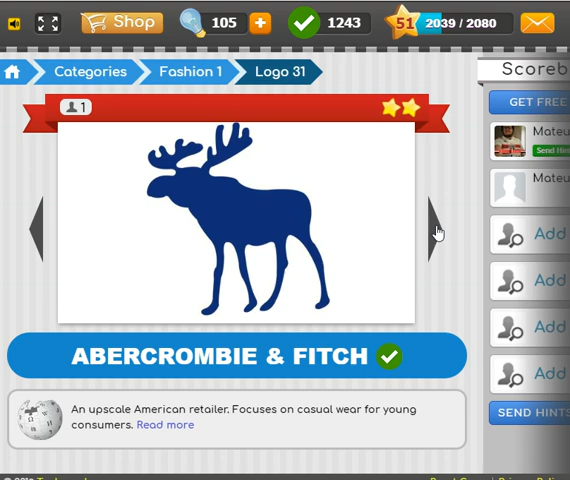 Shop
105
1243
51
2039 / 2080
Categories
Fashion 1
Logo 31
Scoreb
1
GET FREE
Mateu
Send Hin
Mateu
Add
Add
Add
Add
ABERCROMBIE & FITCH
An upscale American retailer. Focuses on casual wear for young
consumers. Read more
SEND HINTS